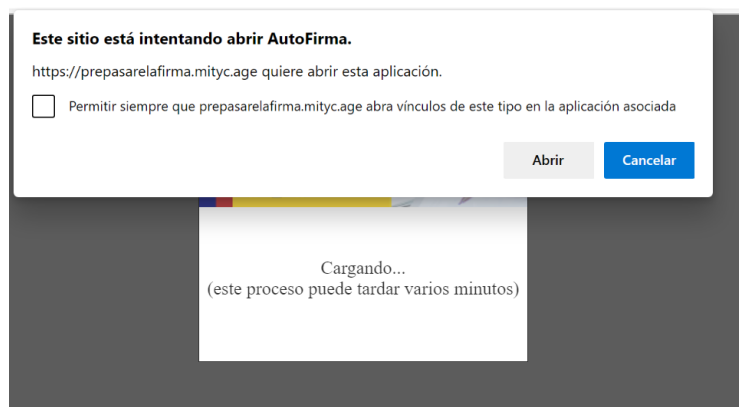 Este sitio está intentando abrir AutoFirma.
https://prepasarelafirma.mityc.age quiere abrir esta aplicación.
Permitir siempre que prepasarelafirma.mityc.age abra vínculos de este tipo en la aplicación asociada
Abrir
Cancelar
Cargando...
(este proceso puede tardar varios minutos)